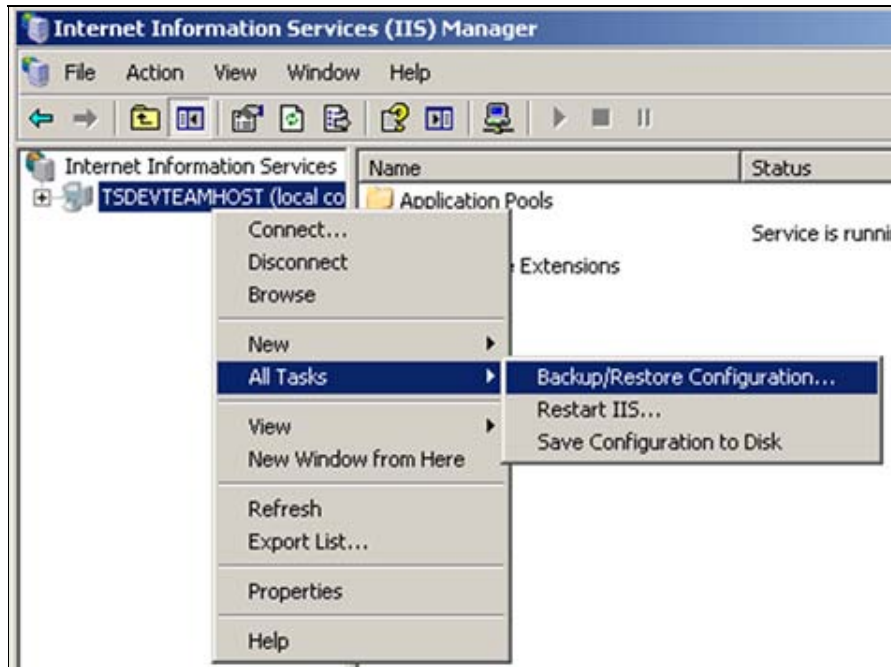 Internet Information Services (IIS) Manager
File Action View Window Help
Internet Information Services
TSDEVTEAMHOST (local co
Name Status
Application Pools
Service is runni
Extensions
Connect...
Disconnect
Browse
New
All Tasks
View
New Window from Here
Refresh
Export List...
Properties
Help
Backup/Restore Configuration...
Restart IIS...
Save Configuration to Disk